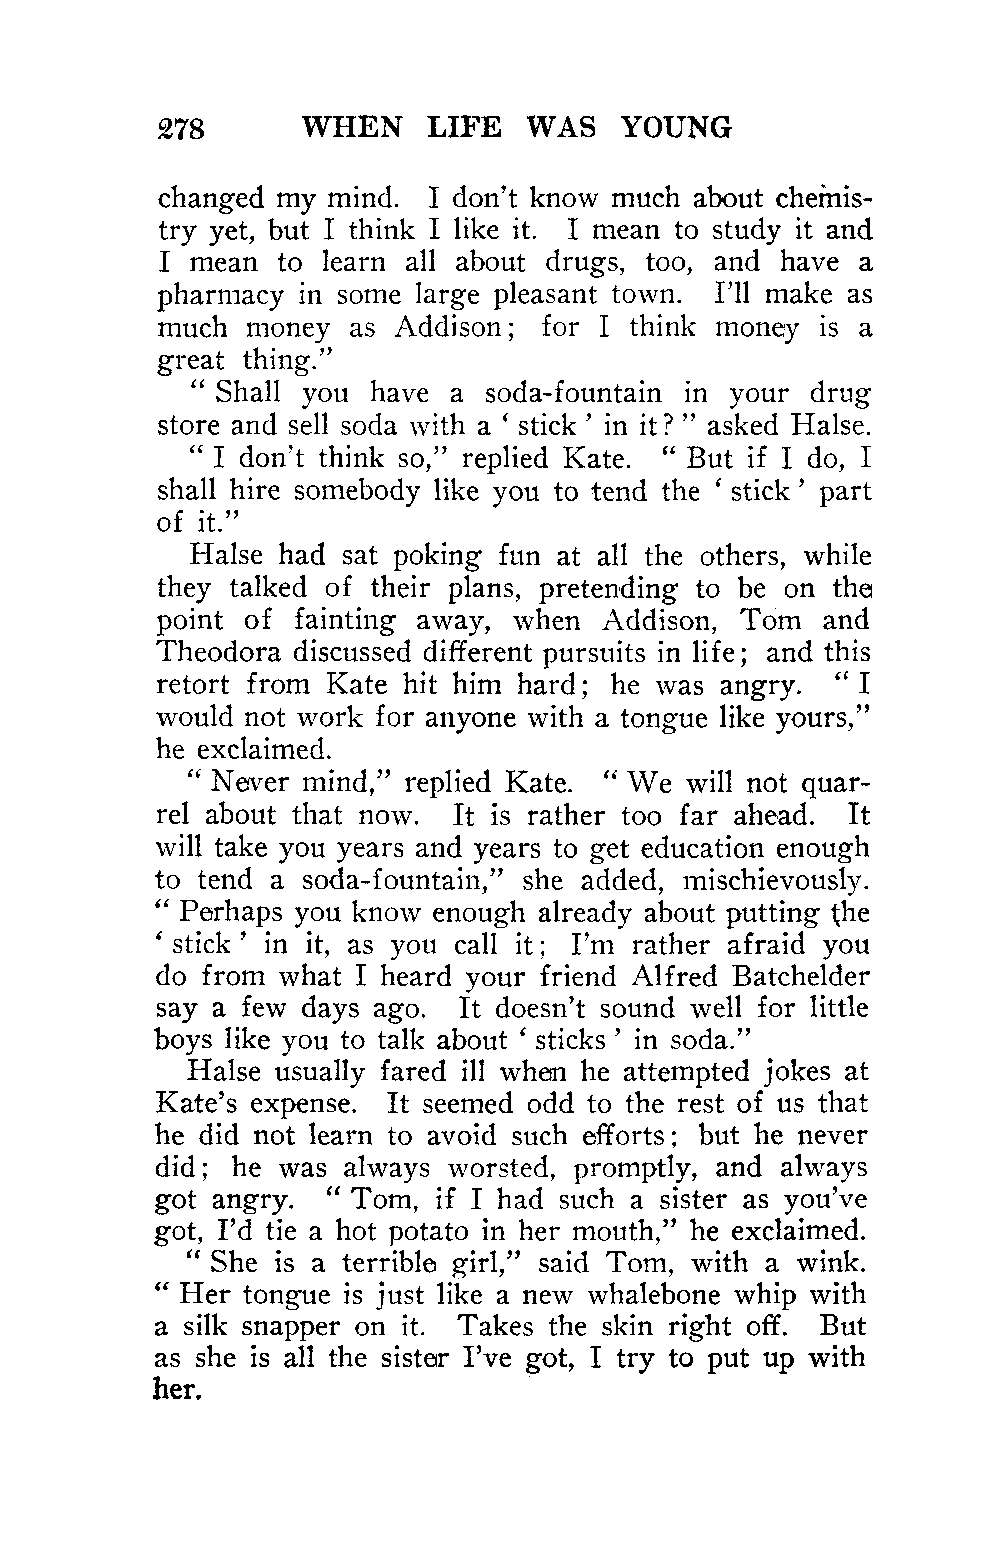 278 WHEN LIFE WAS YOUNG
changed my mind. I don't know much about chemis-
try yet, but I think I like it. I mean to study it and
I mean to learn all about drugs, too, and have a
pharmacy in some large pleasant town. I'll make as
much money as Addison; for I think money is a
great thing."
" Shall you have a soda-fountain in your drug
store and sell soda with a ' stick ' in it? " asked Halse.
" I don't think so," replied Kate. " But if I do, I
shall hire somebody like you to tend the ' stick ' part
of it."
Halse had sat poking fun at all the others, while
they talked of their plans, pretending to be on the
point of fainting away, when Addison, Tom and
Theodora discussed different pursuits in life; and this
retort from Kate hit him hard; he was angry. " I
would not work for anyone with a tongue like yours,"
he exclaimed.
" Never mind," replied Kate. " We will not quar-
rel about that now. It is rather too far ahead. It
will take you years and years to get education enough
to tend a soda-fountain," she added, mischievously.
" Perhaps you know enough already about putting the
' stick ' in it, as you call it; I'm rather afraid you
do from what I heard your friend Alfred Batchelder
say a few days ago. It doesn't sound well for little
boys like you to talk about ' sticks ' in soda."
Halse usually fared ill when he attempted jokes at
Kate's expense. It seemed odd to the rest of us that
he did not learn to avoid such efforts; but he never
did; he was always worsted, promptly, and always
got angry. " Tom, if I had such a sister as you've
got, I'd tie a hot potato in her mouth," he exclaimed.
" She is a terrible girl," said Tom, with a wink.
" Her tongue is just like a new whalebone whip with
a silk snapper on it. Takes the skin right off. But
as she is all the sister I've got, I try to put up with
her.